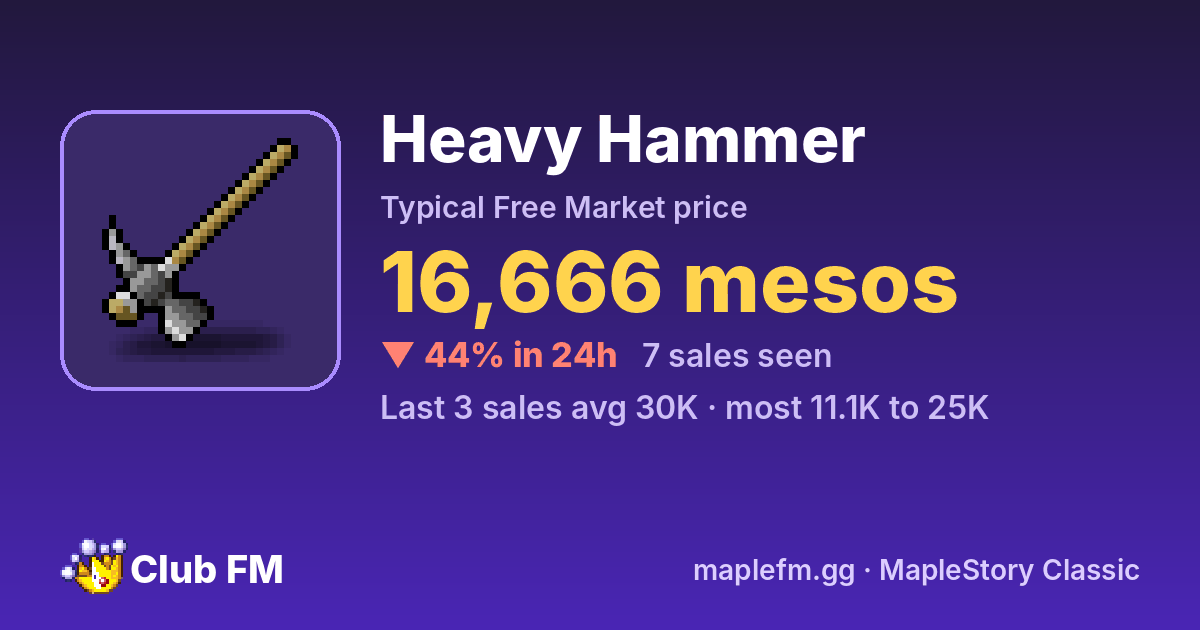 Heavy Hammer
Typical Free Market price
16,666 mesos
▼ 44% in 24h 7 sales seen
Last 3 sales avg 30K · most 11.1K to 25K
Club FM
maplefm.gg · MapleStory Classic